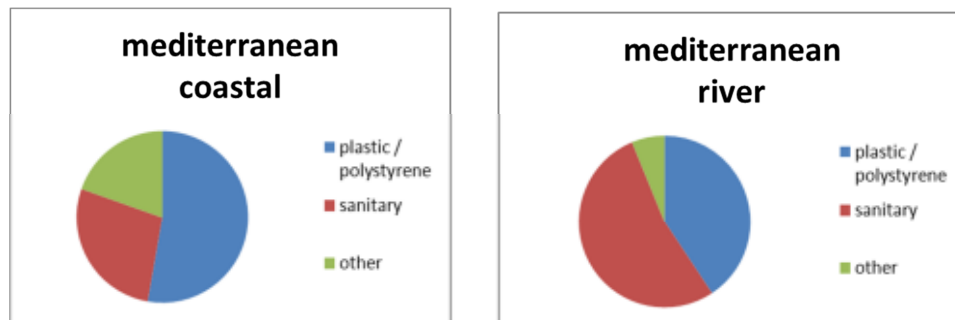 mediterranean
coastal
plastic /
polystyrene
sanitary
other
mediterranean
river
plastic /
polystyrene
sanitary
other